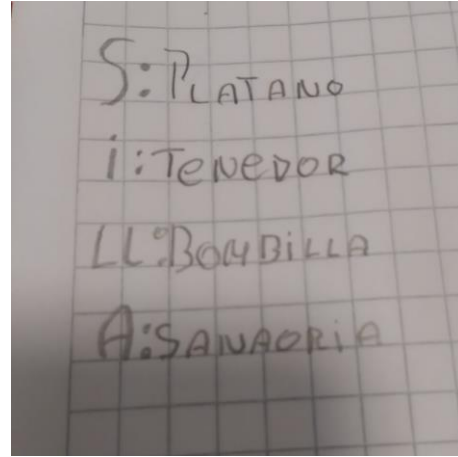 S: PLATANO
i: TeNeDOR
LL: BOMBiLLA
A: SANAORiA